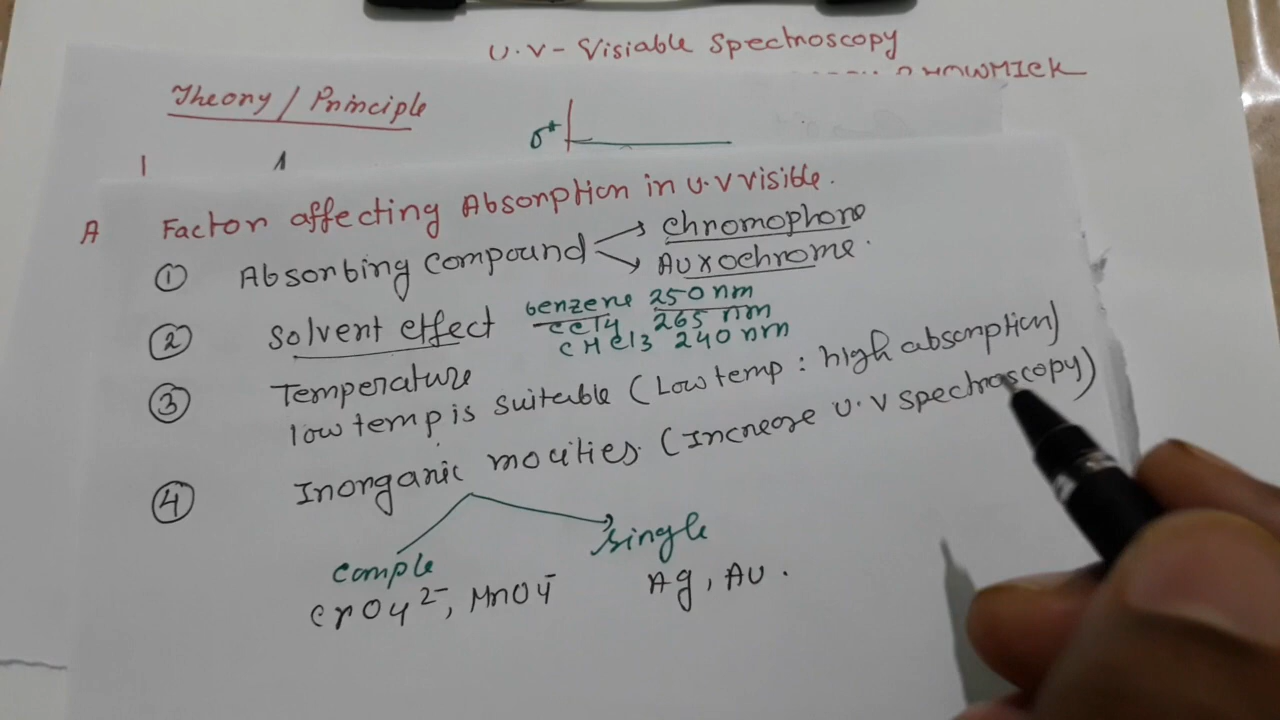 U.V - Visiable Spectroscopy
Theory / Principle
σ*
A Factor affecting Absorption in U.V visible.
① Absorbing compound → chromophore
→ Auxochrome.
② Solvent effect benzene 250 nm
CCl4 265 nm
CHCl3 240 nm
③ Temperature
low temp is suitable (Low temp : high absorption)
④ Inorganic mocities. (Increase U.V spectroscopy)
comple single
CrO4 2-, MnO4- Ag, Au.